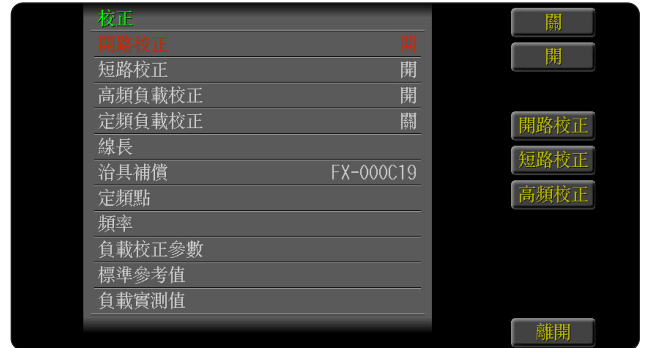 校正
開路校正 開
短路校正 開
高頻負載校正 開
定頻負載校正 關
線長
治具補償 FX-000C19
定頻點
頻率
負載校正參數
標準參考值
負載實測值
關
開
開路校正
短路校正
高頻校正
離開